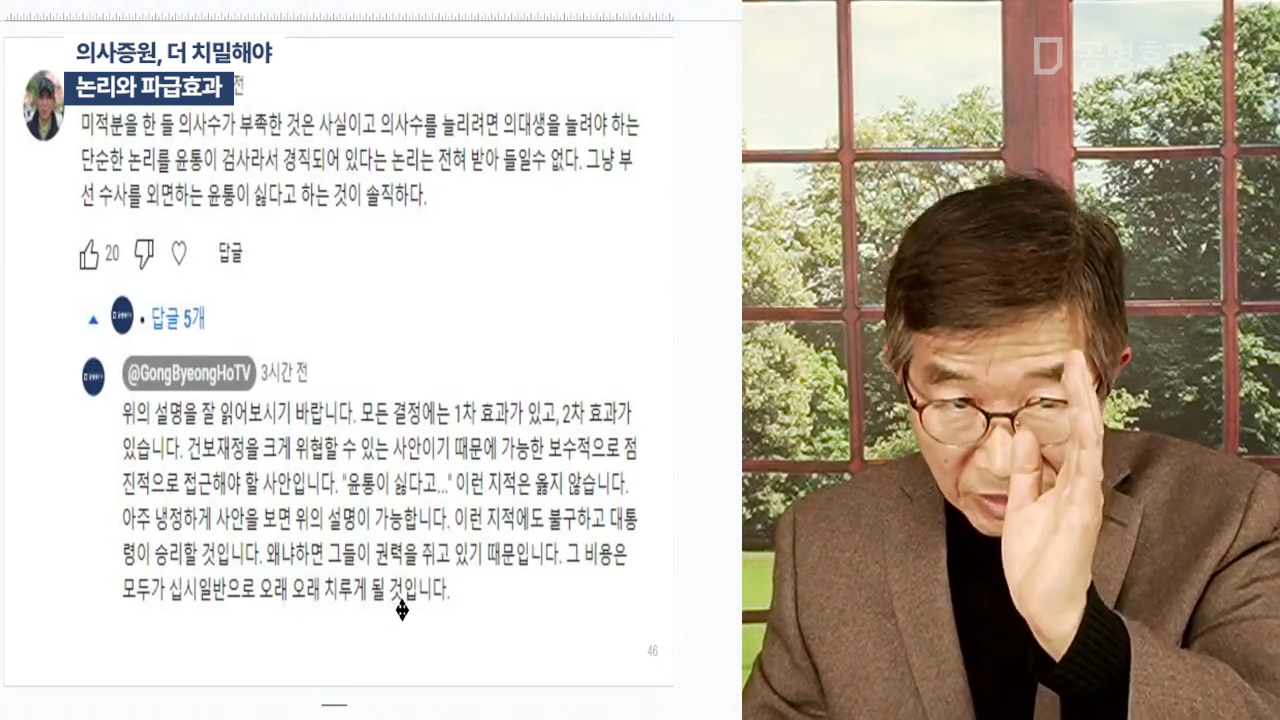 의사증원, 더 치밀해야
논리와 파급효과
전
미적분을 한 들 의사수가 부족한 것은 사실이고 의사수를 늘리려면 의대생을 늘려야 하는
단순한 논리를 윤통이 검사라서 경직되어 있다는 논리는 전혀 받아 들일수 없다. 그냥 부
선 수사를 외면하는 윤통이 싫다고 하는 것이 솔직하다.
20 답글
답글 5개
@GongByeongHoTV 3시간 전
위의 설명을 잘 읽어보시기 바랍니다. 모든 결정에는 1차 효과가 있고, 2차 효과가
있습니다. 건보재정을 크게 위협할 수 있는 사안이기 때문에 가능한 보수적으로 점
진적으로 접근해야 할 사안입니다. "윤통이 싫다고..." 이런 지적은 옳지 않습니다.
아주 냉정하게 사안을 보면 위의 설명이 가능합니다. 이런 지적에도 불구하고 대통
령이 승리할 것입니다. 왜냐하면 그들이 권력을 쥐고 있기 때문입니다. 그 비용은
모두가 십시일반으로 오래 오래 치루게 될 것입니다.
46
공병호TV